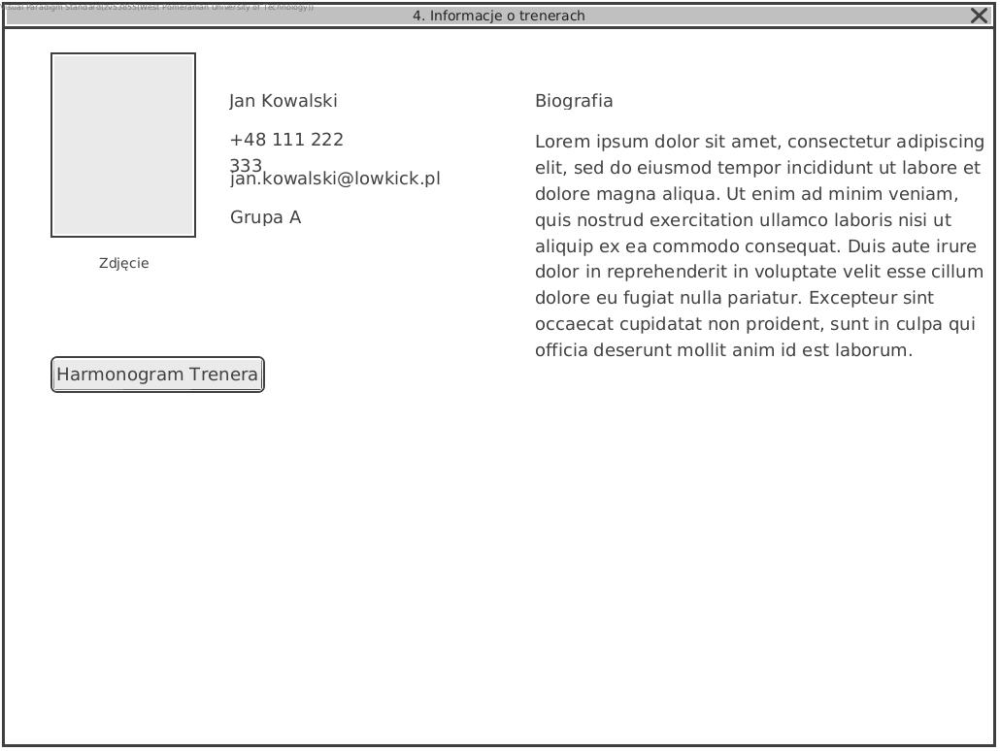 Visual Paradigm Standard(zv53855(West Pomeranian University of Technology))
4. Informacje o trenerach
Jan Kowalski
+48 111 222
333
jan.kowalski@lowkick.pl
Grupa A
Zdjęcie
Harmonogram Trenera
Biografia
Lorem ipsum dolor sit amet, consectetur adipiscing
elit, sed do eiusmod tempor incididunt ut labore et
dolore magna aliqua. Ut enim ad minim veniam,
quis nostrud exercitation ullamco laboris nisi ut
aliquip ex ea commodo consequat. Duis aute irure
dolor in reprehenderit in voluptate velit esse cillum
dolore eu fugiat nulla pariatur. Excepteur sint
occaecat cupidatat non proident, sunt in culpa qui
officia deserunt mollit anim id est laborum.